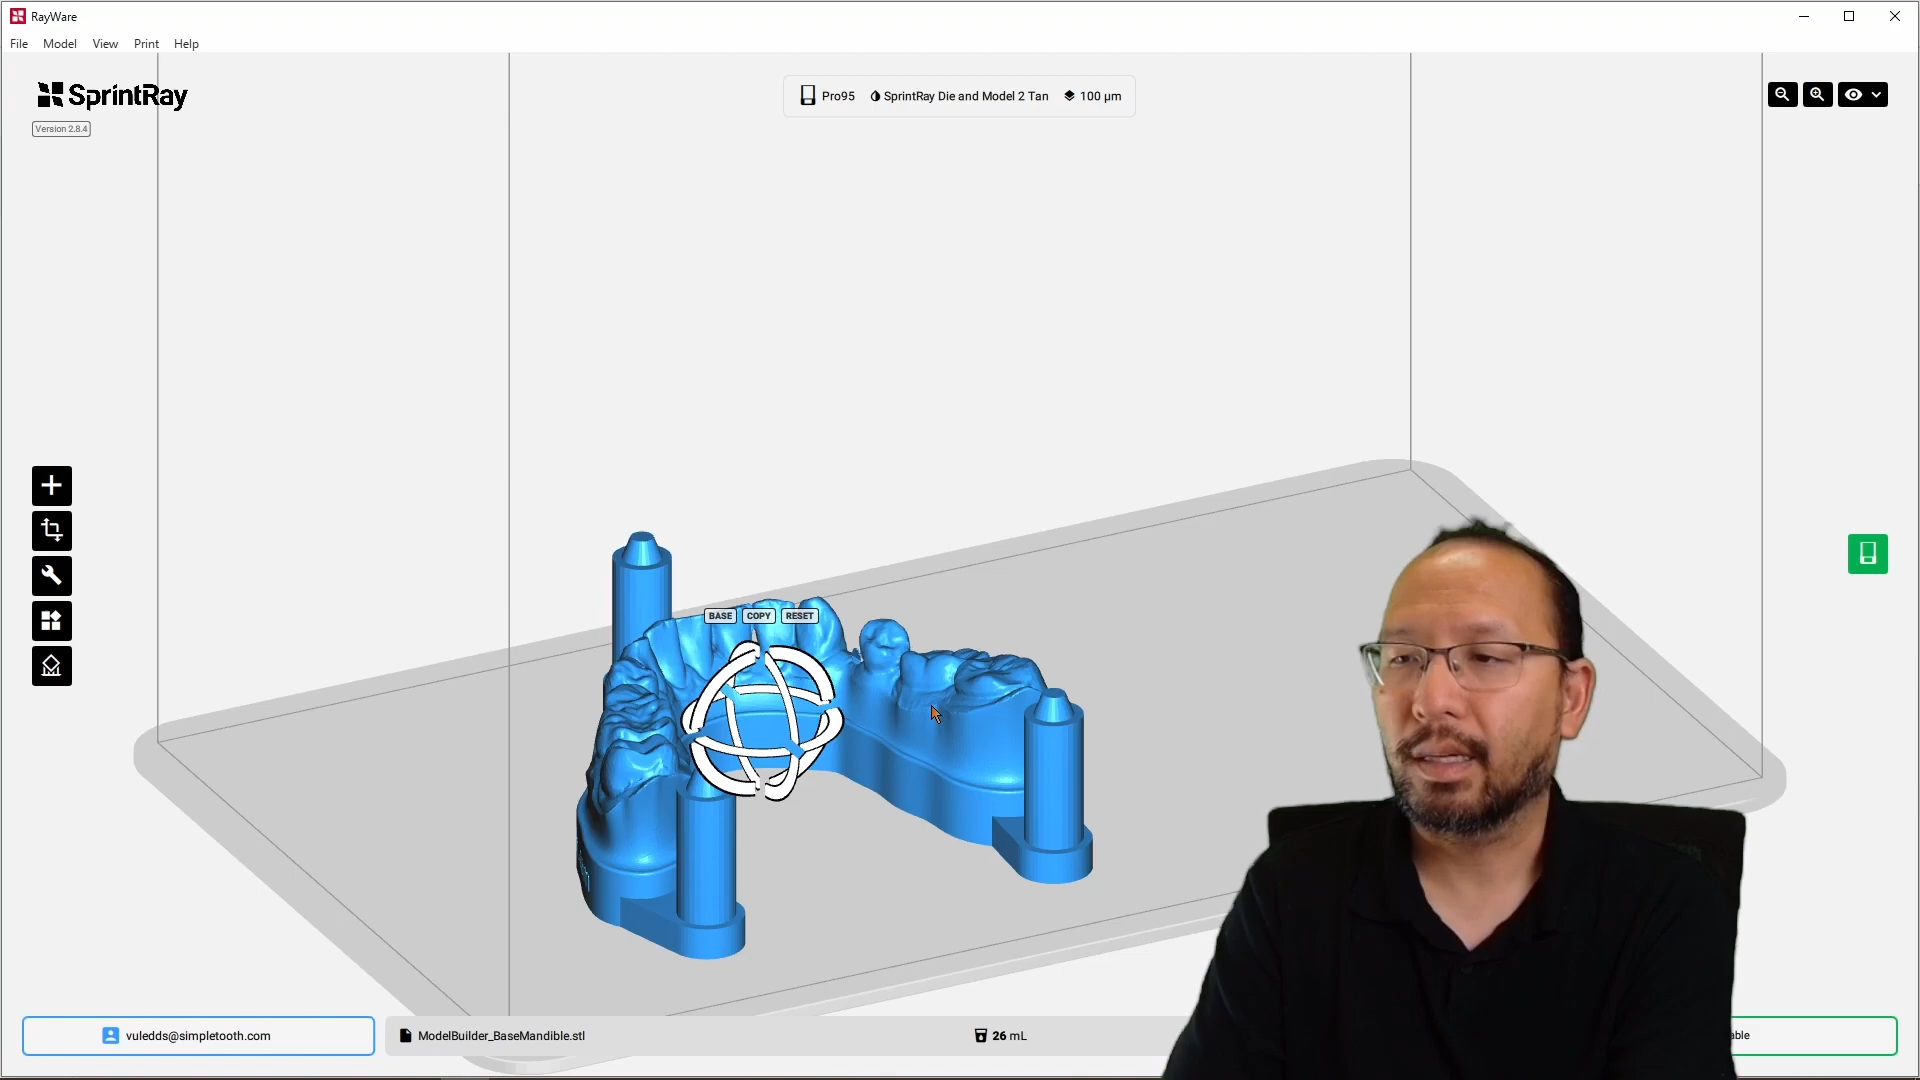 RayWare
File Model View Print Help
SprintRay
Version 2.8.4
Pro95 SprintRay Die and Model 2 Tan 100 µm
BASE COPY RESET
vuledds@simpletooth.com
ModelBuilder_BaseMandible.stl
26 mL
able